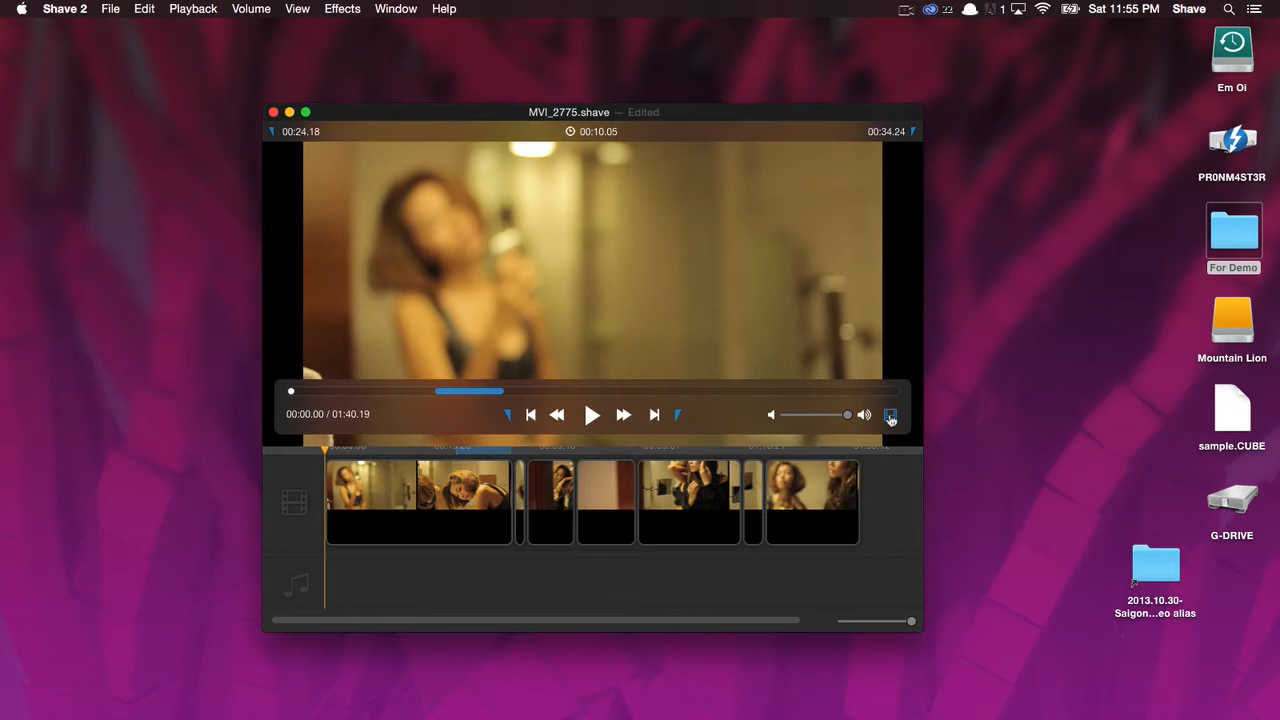 Shave 2 File Edit Playback Volume View Effects Window Help 22 1 Sat 11:55 PM Shave
Em Oi
PR0NM4ST3R
For Demo
Mountain Lion
sample.CUBE
G-DRIVE
2013.10.30-
Saigon...eo alias
MVI_2775.shave — Edited
00:24.18 00:10.05 00:34.24
00:00.00 / 01:40.19